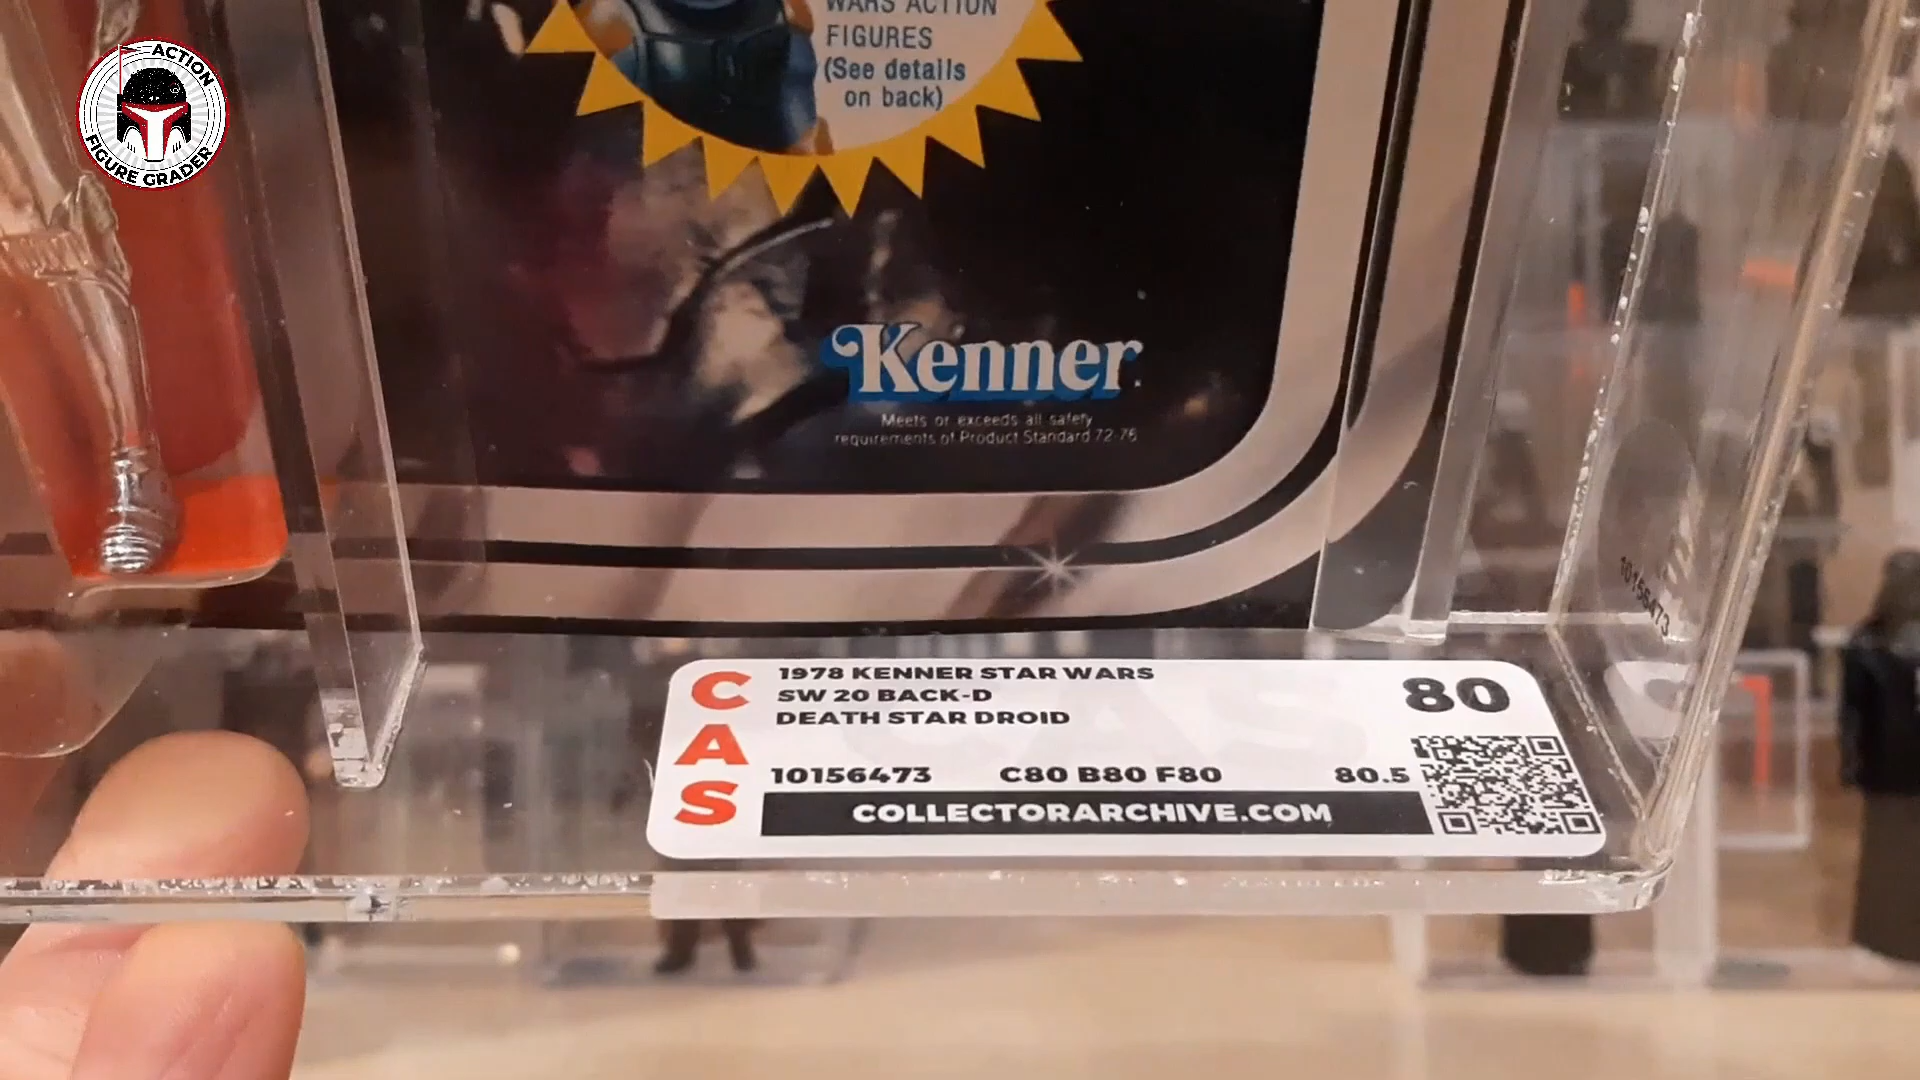 ACTION
FIGURE GRADER
WARS ACTION
FIGURES
(See details
on back)
Kenner
Meets or exceeds all safety
requirements of Product Standard 72-76
10156473
CAS
1978 KENNER STAR WARS
SW 20 BACK-D
DEATH STAR DROID
80
10156473 C80 B80 F80 80.5
COLLECTORARCHIVE.COM